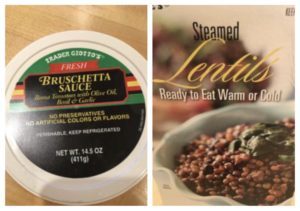 TRADER GIOTTO'S
FRESH
BRUSCHETTA
SAUCE
Roma Tomatoes with Olive Oil,
Basil & Garlic
NO PRESERVATIVES
NO ARTIFICIAL COLORS OR FLAVORS
PERISHABLE, KEEP REFRIGERATED
NET WT. 14.5 OZ
(411g)
Steamed
Lentils
Ready to Eat Warm or Cold